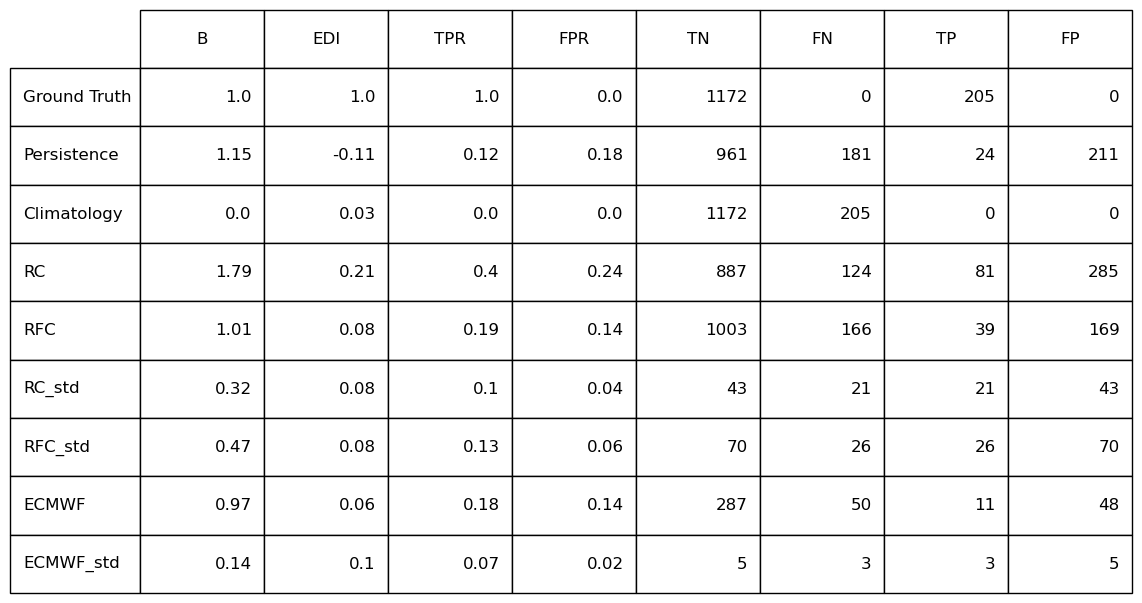 B EDI TPR FPR TN FN TP FP
Ground Truth 1.0 1.0 1.0 0.0 1172 0 205 0
Persistence 1.15 -0.11 0.12 0.18 961 181 24 211
Climatology 0.0 0.03 0.0 0.0 1172 205 0 0
RC 1.79 0.21 0.4 0.24 887 124 81 285
RFC 1.01 0.08 0.19 0.14 1003 166 39 169
RC_std 0.32 0.08 0.1 0.04 43 21 21 43
RFC_std 0.47 0.08 0.13 0.06 70 26 26 70
ECMWF 0.97 0.06 0.18 0.14 287 50 11 48
ECMWF_std 0.14 0.1 0.07 0.02 5 3 3 5